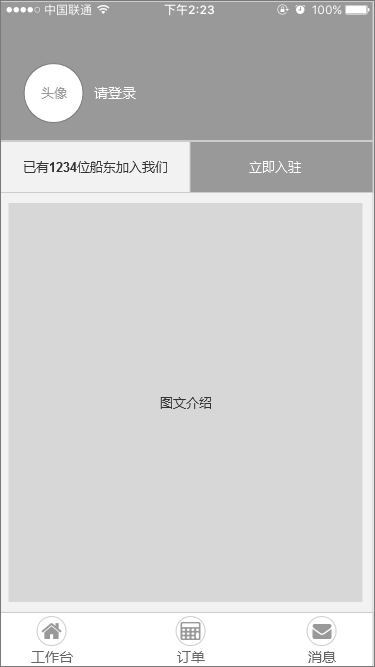 中国联通 下午2:23 100%
头像 请登录
已有1234位船东加入我们 立即入驻
图文介绍
工作台 订单 消息